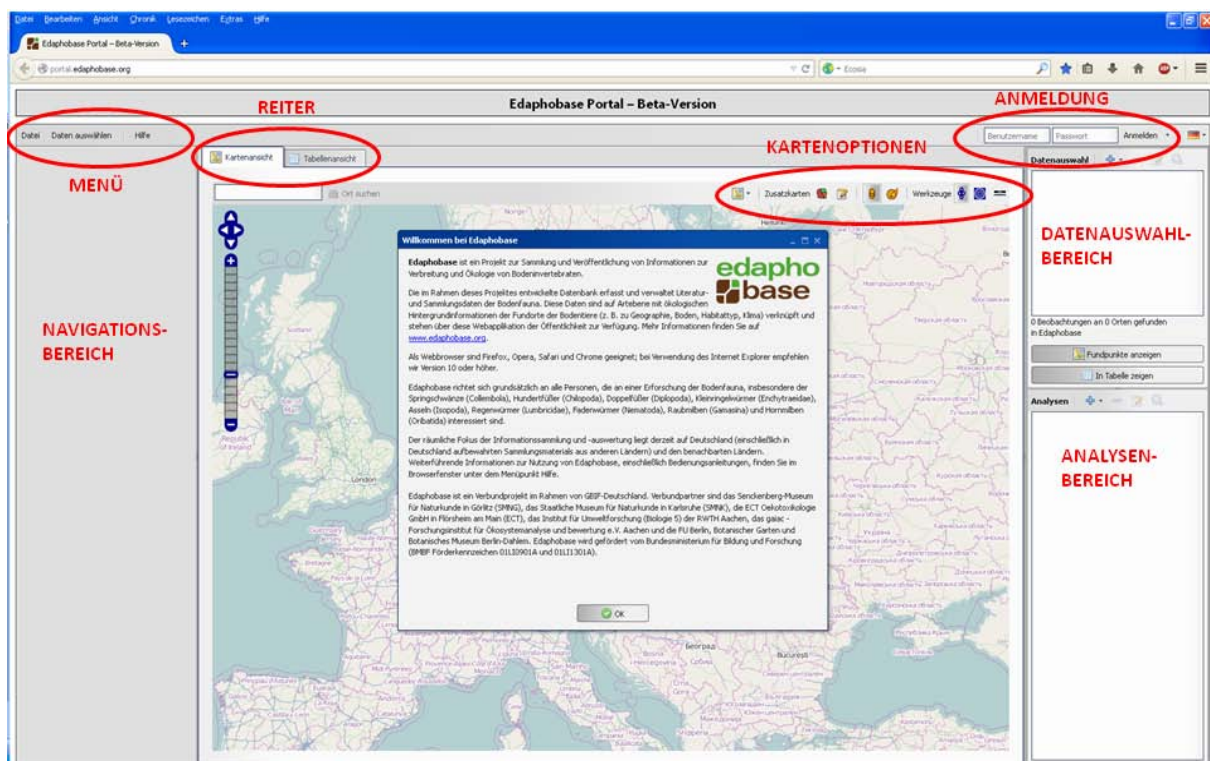 Datei Bearbeiten Ansicht Chronik Lesezeichen Extras Hilfe
Edaphobase Portal – Beta-Version
portal.edaphobase.org
Ecosia
Edaphobase Portal – Beta-Version
REITER
ANMELDUNG
Datei Daten auswählen Hilfe
Benutzername Passwort Anmelden
KARTENOPTIONEN
MENÜ
Kartenansicht Tabellenansicht
Datenauswahl
Ort suchen
Zusatzkarten Werkzeuge
Norge
DATENAUSWAHL-
BEREICH
Willkommen bei Edaphobase
edapho
base
Edaphobase ist ein Projekt zur Sammlung und Veröffentlichung von Informationen zur
Verbreitung und Ökologie von Bodeninvertebraten.
Die im Rahmen dieses Projektes entwickelte Datenbank erfasst und verwaltet Literatur-
und Sammlungsdaten der Bodenfauna. Diese Daten sind auf Artebene mit ökologischen
Hintergrundinformationen der Fundorte der Bodentiere (z. B. zu Geographie, Boden, Habitattyp, Klima) verknüpft und
stehen über diese Webapplikation der Öffentlichkeit zur Verfügung. Mehr Informationen finden Sie auf
www.edaphobase.org.
Als Webbrowser sind Firefox, Opera, Safari und Chrome geeignet; bei Verwendung des Internet Explorer empfehlen
wir Version 10 oder höher.
Edaphobase richtet sich grundsätzlich an alle Personen, die an einer Erforschung der Bodenfauna, insbesondere der
Springschwänze (Collembola), Hundertfüßer (Chilopoda), Doppelfüßer (Diplopoda), Kleinringelwürmer (Enchytraeidae),
Asseln (Isopoda), Regenwürmer (Lumbricidae), Fadenwürmer (Nematoda), Raubmilben (Gamasina) und Hornmilben
(Oribatida) interessiert sind.
Der räumliche Fokus der Informationssammlung und -auswertung liegt derzeit auf Deutschland (einschließlich in
Deutschland aufbewahrten Sammlungsmaterials aus anderen Ländern) und den benachbarten Ländern.
Weiterführende Informationen zur Nutzung von Edaphobase, einschließlich Bedienungsanleitungen, finden Sie im
Browserfenster unter dem Menüpunkt Hilfe.
Edaphobase ist ein Verbundprojekt im Rahmen von GBIF-Deutschland. Verbundpartner sind das Senckenberg-Museum
für Naturkunde in Görlitz (SMNG), das Staatliche Museum für Naturkunde in Karlsruhe (SMNK), die ECT Oekotoxikologie
GmbH in Flörsheim am Main (ECT), das Institut für Umweltforschung (Biologie 5) der RWTH Aachen, das gaiac -
Forschungsinstitut für Ökosystemanalyse und bewertung e.V. Aachen und die FU Berlin, Botanischer Garten und
Botanisches Museum Berlin-Dahlem. Edaphobase wird gefördert vom Bundesministerium für Bildung und Forschung
(BMBF Förderkennzeichen 01LI0901A und 01LI1301A).
OK
NAVIGATIONS-
BEREICH
Scotland
London
Bretagne
0 Beobachtungen an 0 Orten gefunden
in Edaphobase
Fundpunkte anzeigen
In Tabelle zeigen
Analysen
ANALYSEN-
BEREICH
Београд
București